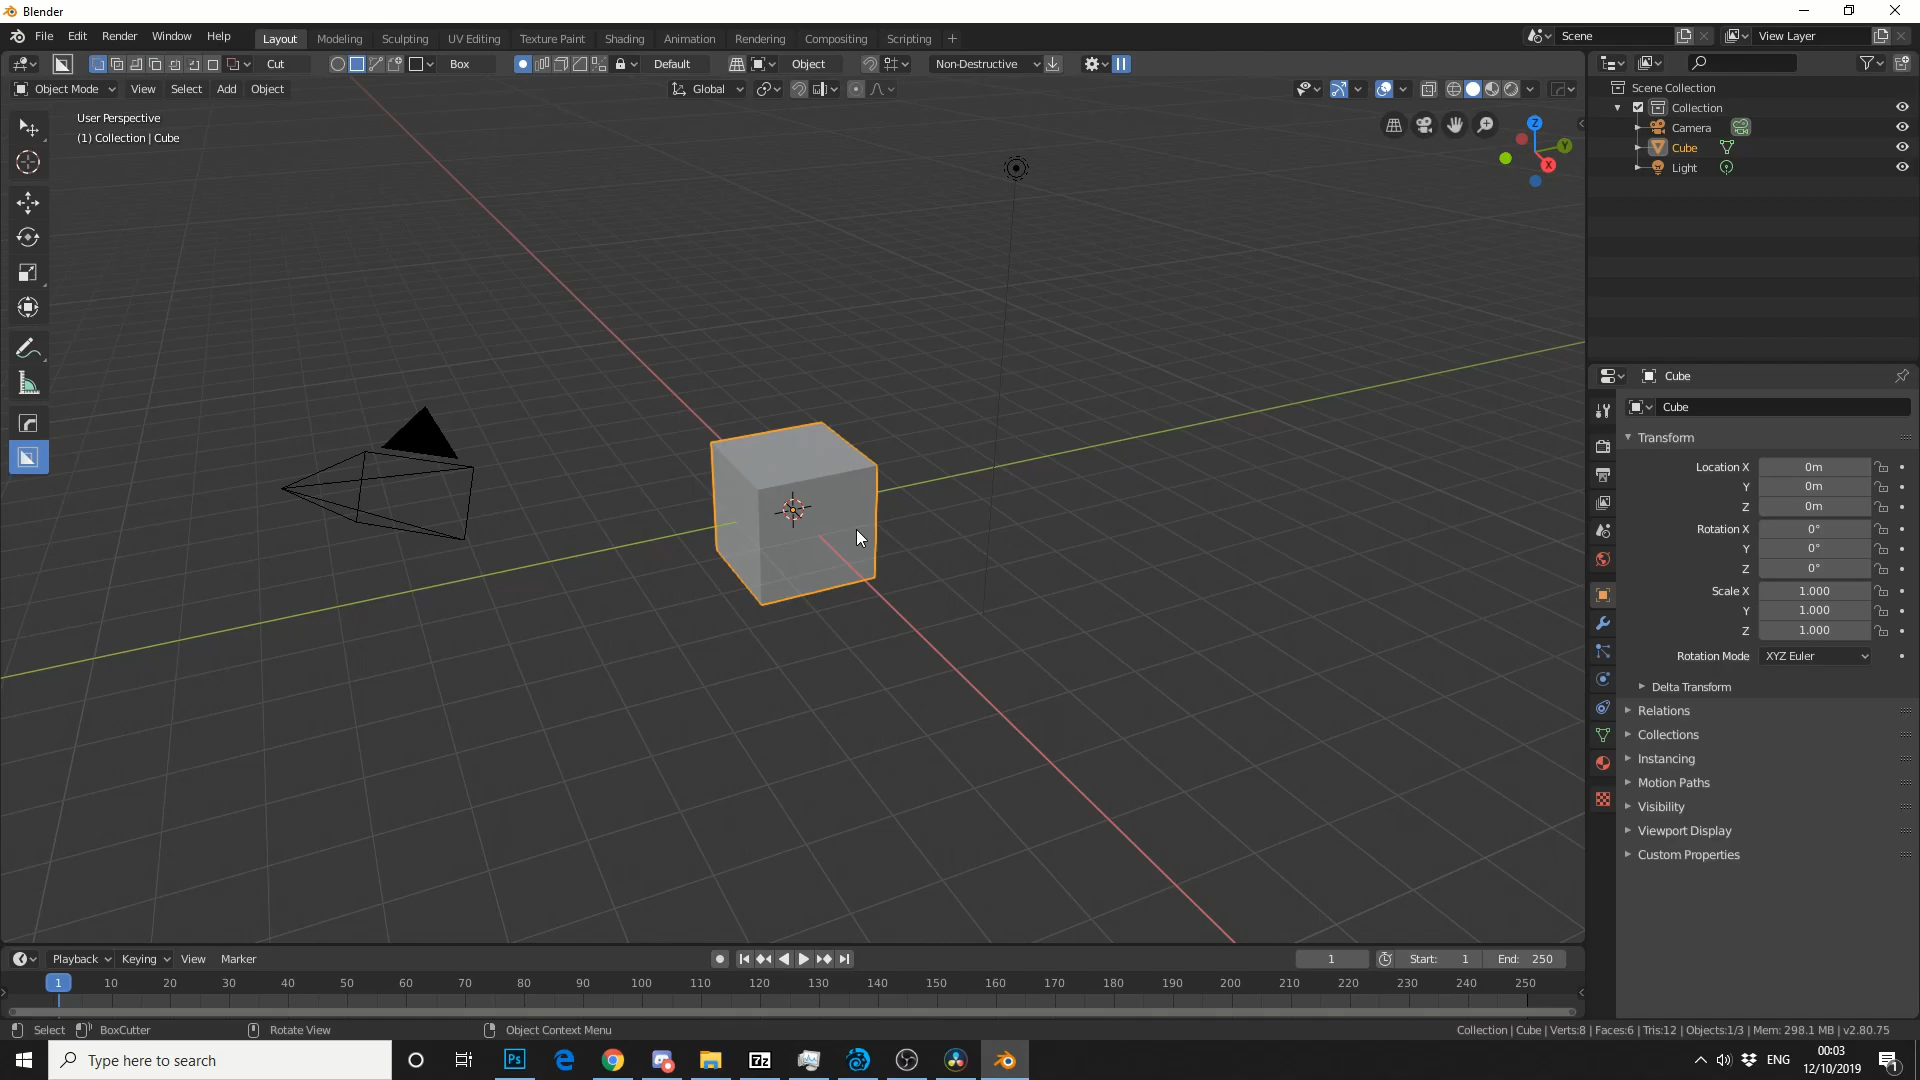 Blender
File Edit Render Window Help
Layout Modeling Sculpting UV Editing Texture Paint Shading Animation Rendering Compositing Scripting +
Scene
View Layer
Cut
Box
Default
Object
Non-Destructive
Object Mode View Select Add Object
Global
User Perspective
(1) Collection | Cube
Z
Y
X
Scene Collection
Collection
Camera
Cube
Light
Cube
Cube
Transform
Location X 0m
Y 0m
Z 0m
Rotation X 0°
Y 0°
Z 0°
Scale X 1.000
Y 1.000
Z 1.000
Rotation Mode XYZ Euler
Delta Transform
Relations
Collections
Instancing
Motion Paths
Visibility
Viewport Display
Custom Properties
Playback Keying View Marker
1
Start: 1
End: 250
1 10 20 30 40 50 60 70 80 90 100 110 120 130 140 150 160 170 180 190 200 210 220 230 240 250
Select BoxCutter Rotate View Object Context Menu
Collection | Cube | Verts:8 | Faces:6 | Tris:12 | Objects:1/3 | Mem: 298.1 MB | v2.80.75
Type here to search
Ps
Zz
ENG
00:03
12/10/2019
1